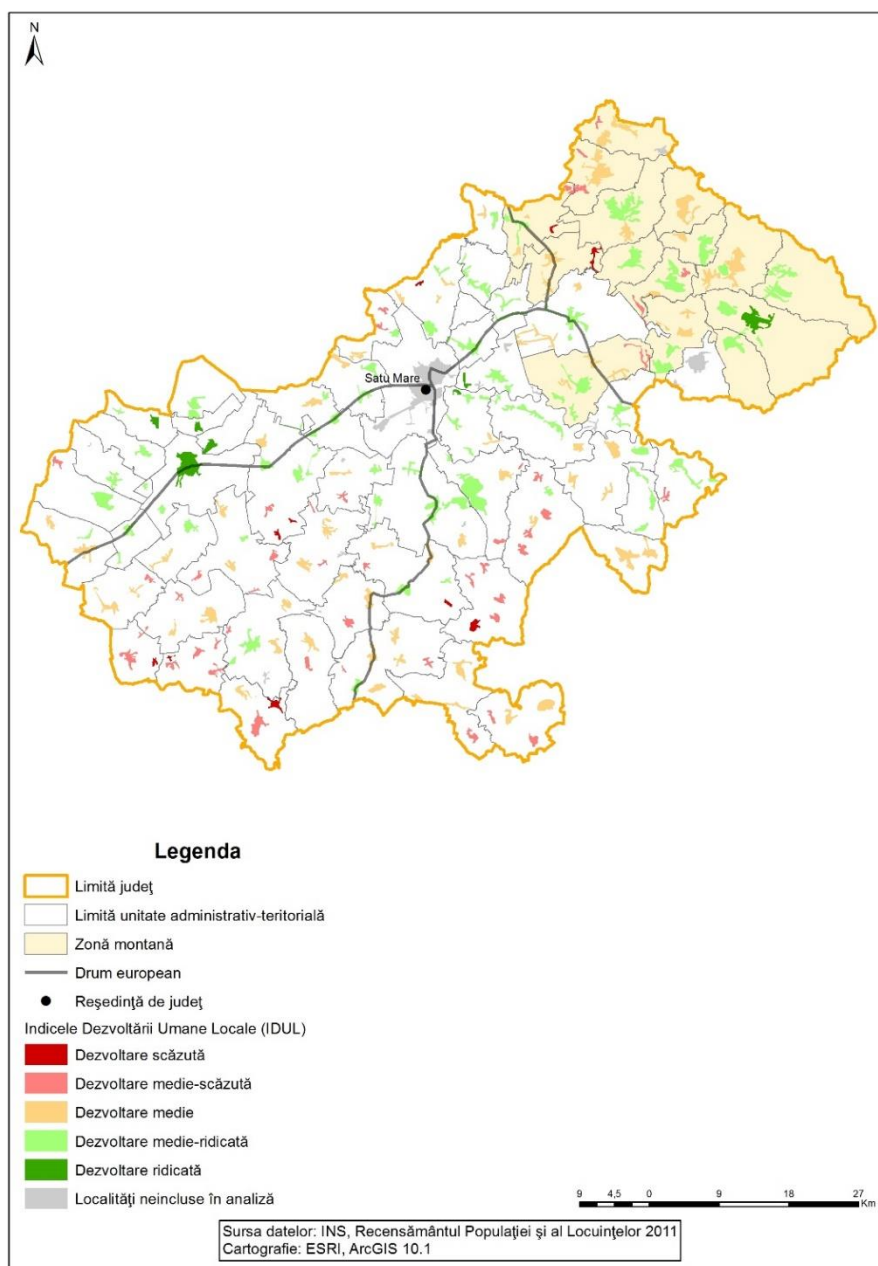 N
Satu Mare
Legenda
Limită judeţ
Limită unitate administrativ-teritorială
Zonă montană
Drum european
Reşedinţă de judeţ
Indicele Dezvoltării Umane Locale (IDUL)
Dezvoltare scăzută
Dezvoltare medie-scăzută
Dezvoltare medie
Dezvoltare medie-ridicată
Dezvoltare ridicată
Localităţi neincluse în analiză
9 4,5 0 9 18 27
Km
Sursa datelor: INS, Recensământul Populaţiei şi al Locuinţelor 2011
Cartografie: ESRI, ArcGIS 10.1